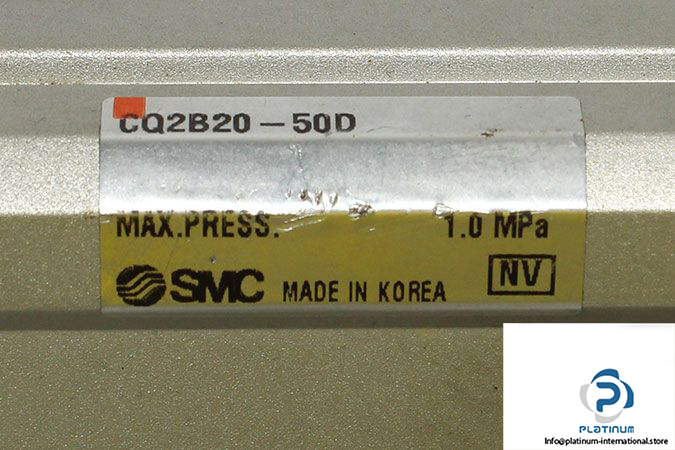 CQ2B20-50D
MAX.PRESS. 1.0 MPa
SMC MADE IN KOREA NV
PLATINUM
Info@platinum-international.store